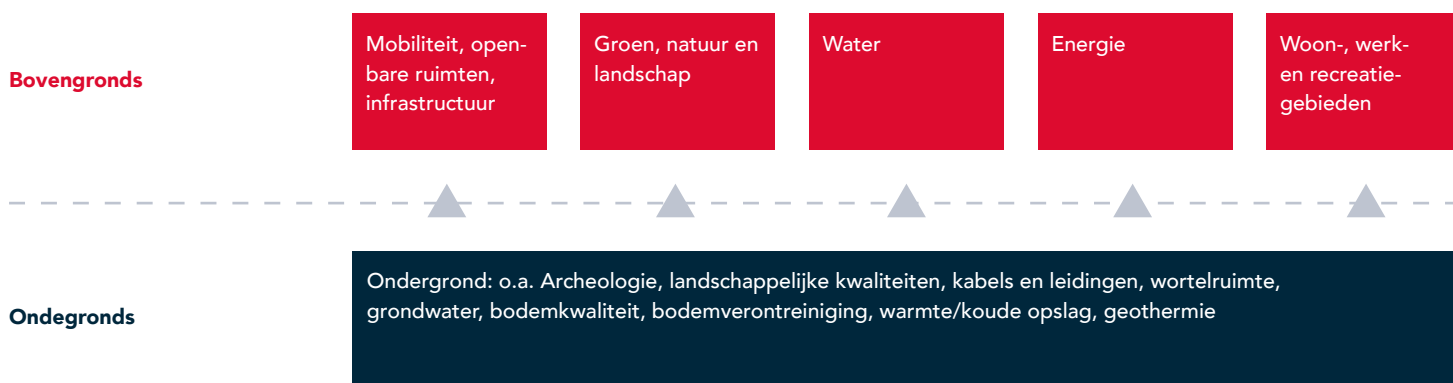 Bovengronds
Mobiliteit, open-
bare ruimten,
infrastructuur
Groen, natuur en
landschap
Water
Energie
Woon-, werk-
en recreatie-
gebieden
Ondegronds
Ondergrond: o.a. Archeologie, landschappelijke kwaliteiten, kabels en leidingen, wortelruimte,
grondwater, bodemkwaliteit, bodemverontreiniging, warmte/koude opslag, geothermie